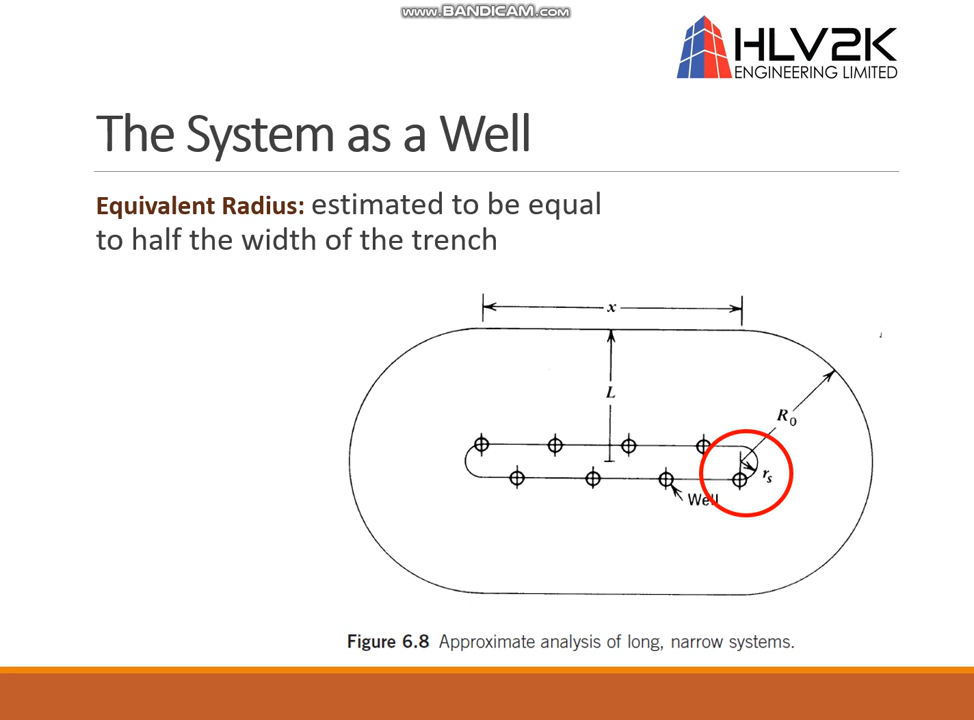 www.BANDICAM.com
HLV2K
ENGINEERING LIMITED
The System as a Well
Equivalent Radius: estimated to be equal
to half the width of the trench
x
L
R0
rs
Well
Figure 6.8 Approximate analysis of long, narrow systems.